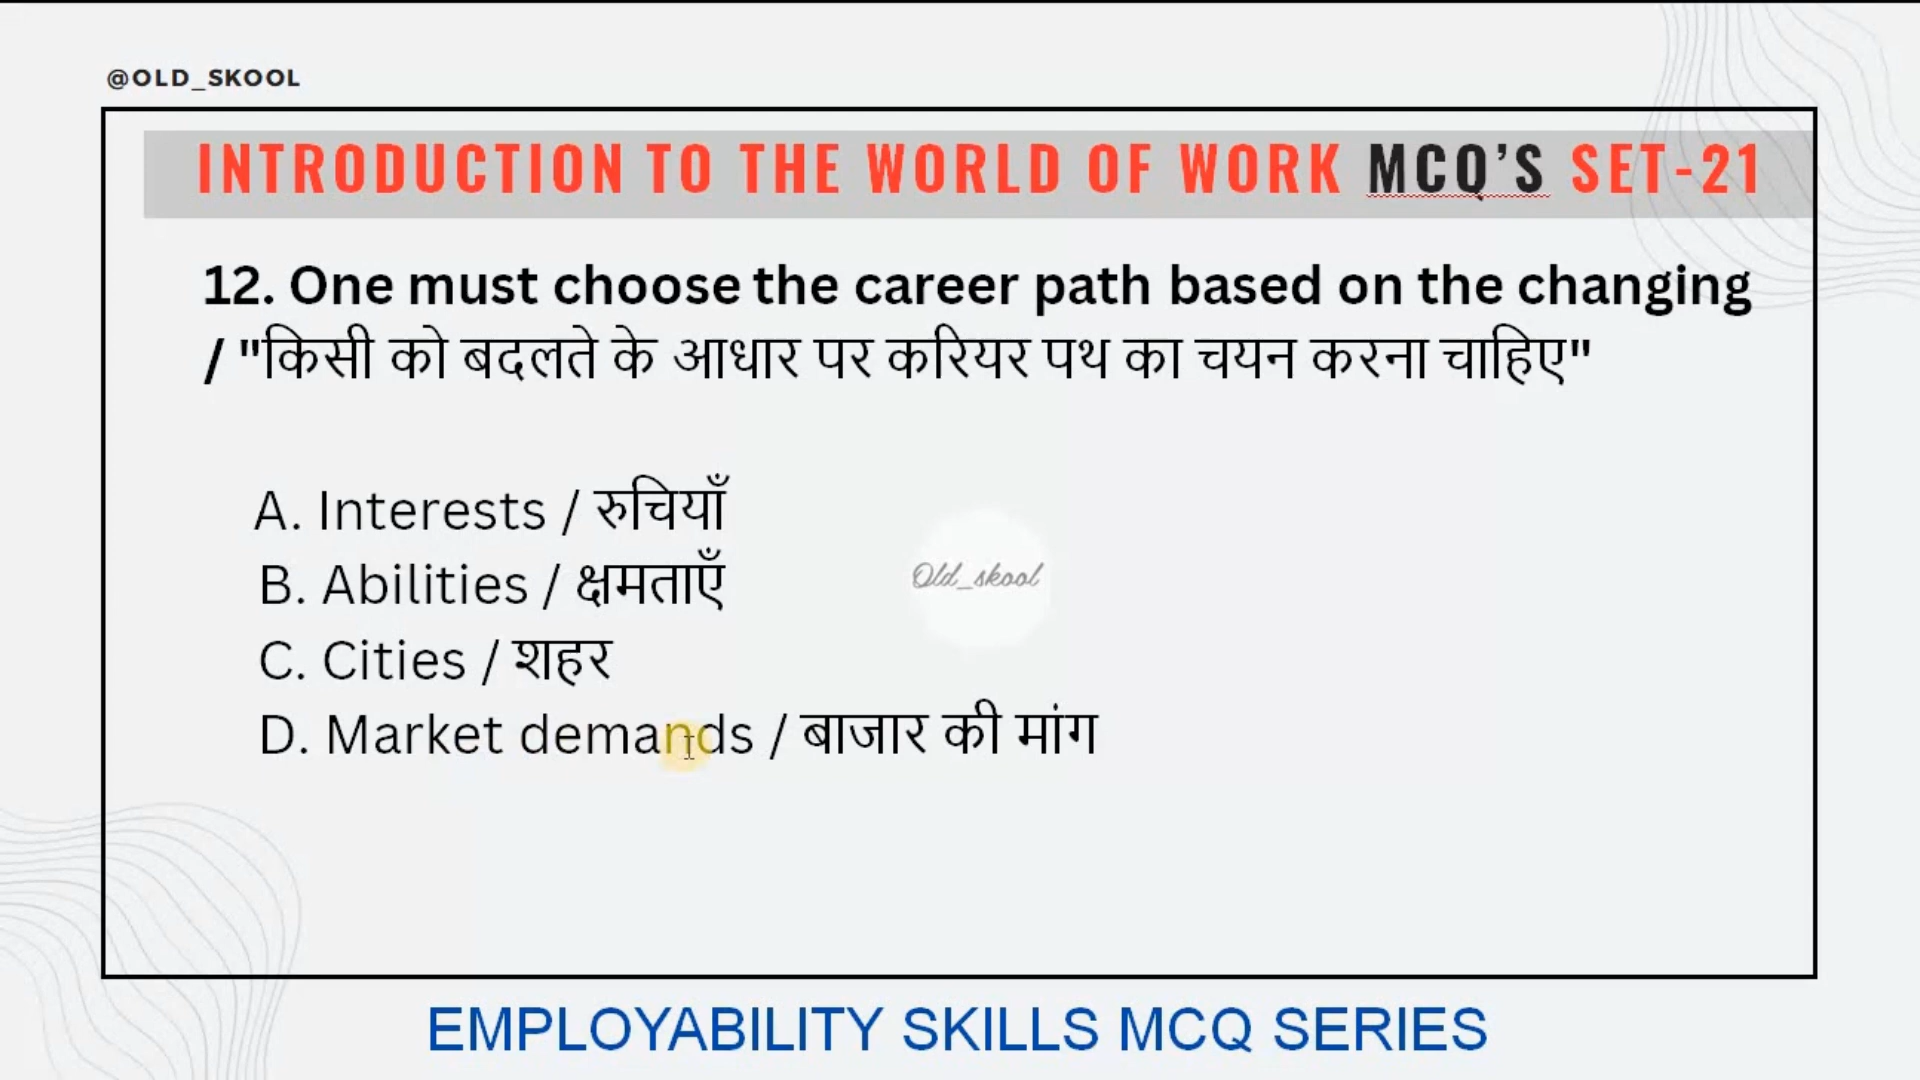 @OLD_SKOOL
INTRODUCTION TO THE WORLD OF WORK MCQ'S SET-21
12. One must choose the career path based on the changing
/ "किसी को बदलते के आधार पर करियर पथ का चयन करना चाहिए"
A. Interests / रुचियाँ
B. Abilities / क्षमताएँ
Old_skool
C. Cities / शहर
D. Market demands / बाजार की मांग
EMPLOYABILITY SKILLS MCQ SERIES